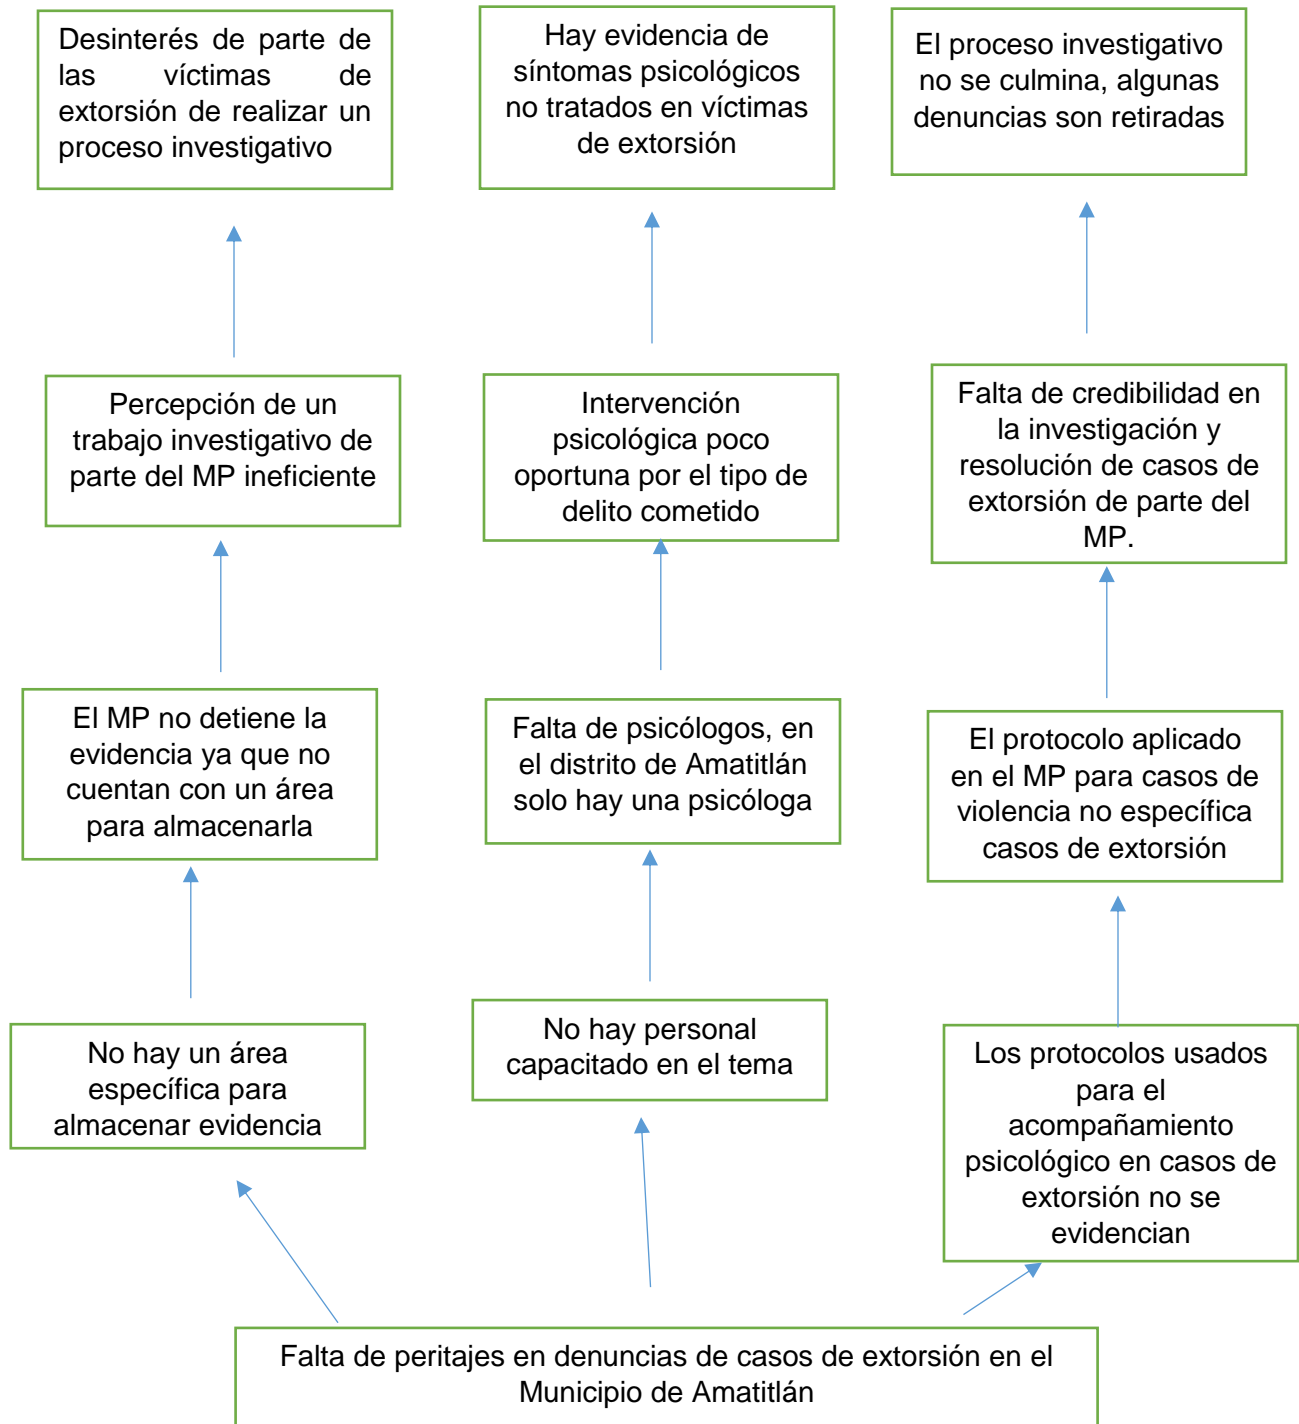 Desinterés de parte de
las víctimas de
extorsión de realizar un
proceso investigativo
Hay evidencia de
síntomas psicológicos
no tratados en víctimas
de extorsión
El proceso investigativo
no se culmina, algunas
denuncias son retiradas
Percepción de un
trabajo investigativo de
parte del MP ineficiente
Intervención
psicológica poco
oportuna por el tipo de
delito cometido
Falta de credibilidad en
la investigación y
resolución de casos de
extorsión de parte del
MP.
El MP no detiene la
evidencia ya que no
cuentan con un área
para almacenarla
Falta de psicólogos, en
el distrito de Amatitlán
solo hay una psicóloga
El protocolo aplicado
en el MP para casos de
violencia no específica
casos de extorsión
No hay un área
específica para
almacenar evidencia
No hay personal
capacitado en el tema
Los protocolos usados
para el
acompañamiento
psicológico en casos de
extorsión no se
evidencian
Falta de peritajes en denuncias de casos de extorsión en el
Municipio de Amatitlán